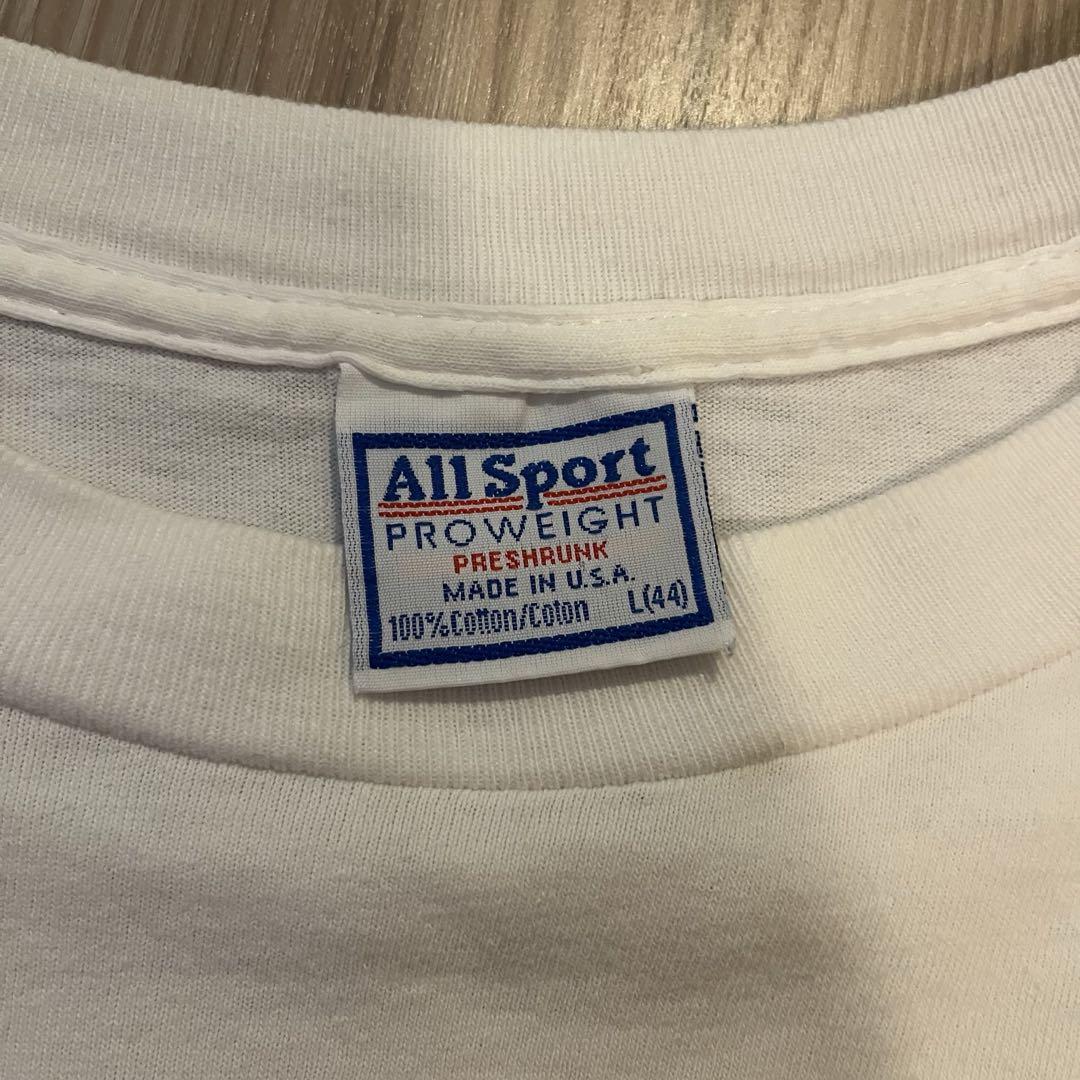 All Sport
PROWEIGHT
PRESHRUNK
MADE IN U.S.A.
100%Cotton/Coton L(44)